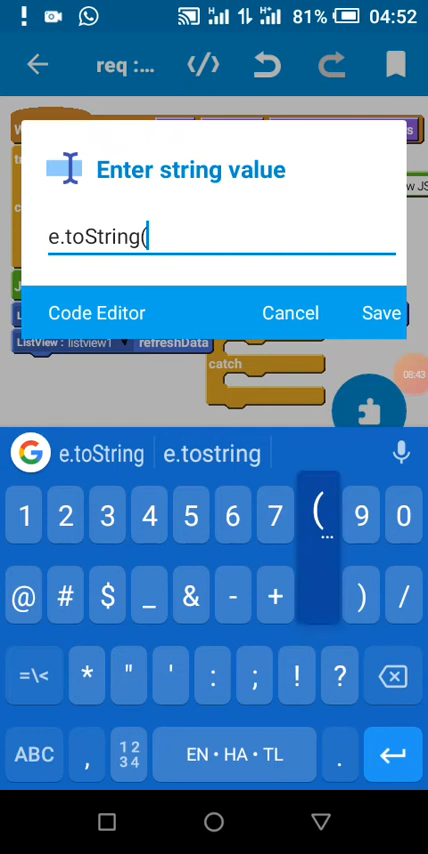 ! 81% 04:52
req :... </>
Enter string value
e.toString(
Code Editor Cancel Save
ListView : listview1 refreshData
catch
08:43
G e.toString e.tostring
1 2 3 4 5 6 7 ( 9 0
...
@ # $ _ & - + ) /
=\< * " ' : ; ! ?
ABC , 12 34 EN • HA • TL .